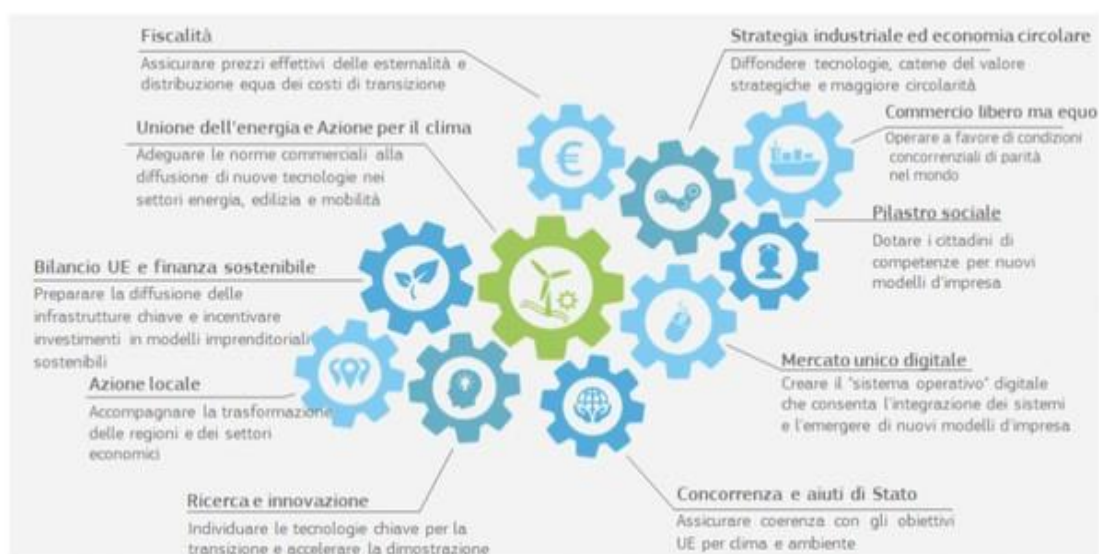 Fiscalità
Assicurare prezzi effettivi delle esternalità e
distribuzione equa dei costi di transizione
Unione dell'energia e Azione per il clima
Adeguare le norme commerciali alla
diffusione di nuove tecnologie nei
settori energia, edilizia e mobilità
Bilancio UE e finanza sostenibile
Preparare la diffusione delle
infrastrutture chiave e incentivare
investimenti in modelli imprenditoriali
sostenibili
Azione locale
Accompagnare la trasformazione
delle regioni e dei settori
economici
Ricerca e innovazione
Individuare le tecnologie chiave per la
transizione e accelerare la dimostrazione
Strategia industriale ed economia circolare
Diffondere tecnologie, catene del valore
strategiche e maggiore circolarità
Commercio libero ma equo
Operare a favore di condizioni
concorrenziali di parità
nel mondo
Pilastro sociale
Dotare i cittadini di
competenze per nuovi
modelli d'impresa
Mercato unico digitale
Creare il "sistema operativo" digitale
che consenta l'integrazione dei sistemi
e l'emergere di nuovi modelli d'impresa
Concorrenza e aiuti di Stato
Assicurare coerenza con gli obiettivi
UE per clima e ambiente
€